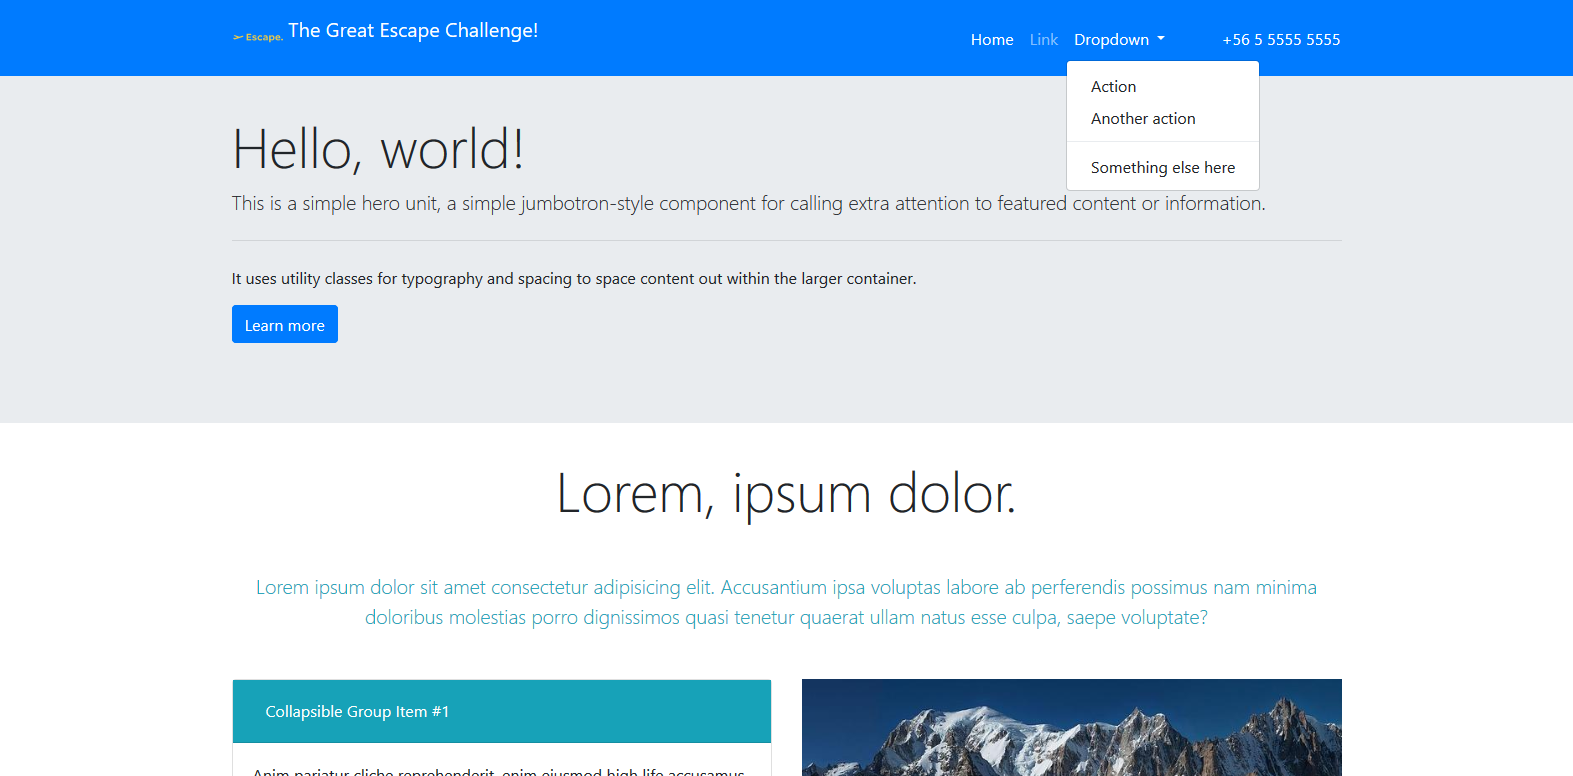 Escape. The Great Escape Challenge!
Home Link Dropdown +56 5 5555 5555
Action
Another action
Something else here
Hello, world!
This is a simple hero unit, a simple jumbotron-style component for calling extra attention to featured content or information.
It uses utility classes for typography and spacing to space content out within the larger container.
Learn more
Lorem, ipsum dolor.
Lorem ipsum dolor sit amet consectetur adipisicing elit. Accusantium ipsa voluptas labore ab perferendis possimus nam minima
doloribus molestias porro dignissimos quasi tenetur quaerat ullam natus esse culpa, saepe voluptate?
Collapsible Group Item #1
Anim pariatur cliche reprehenderit, enim eiusmod high life accusamus